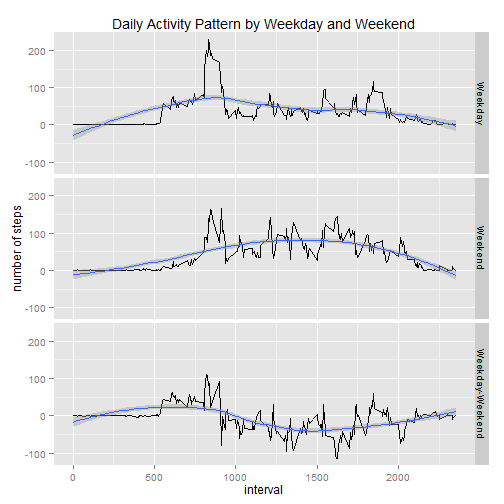 Daily Activity Pattern by Weekday and Weekend
200
100
0
-100
Weekday
200
100
0
-100
Weekend
200
100
0
-100
Weekday-Weekend
number of steps
0 500 1000 1500 2000
interval